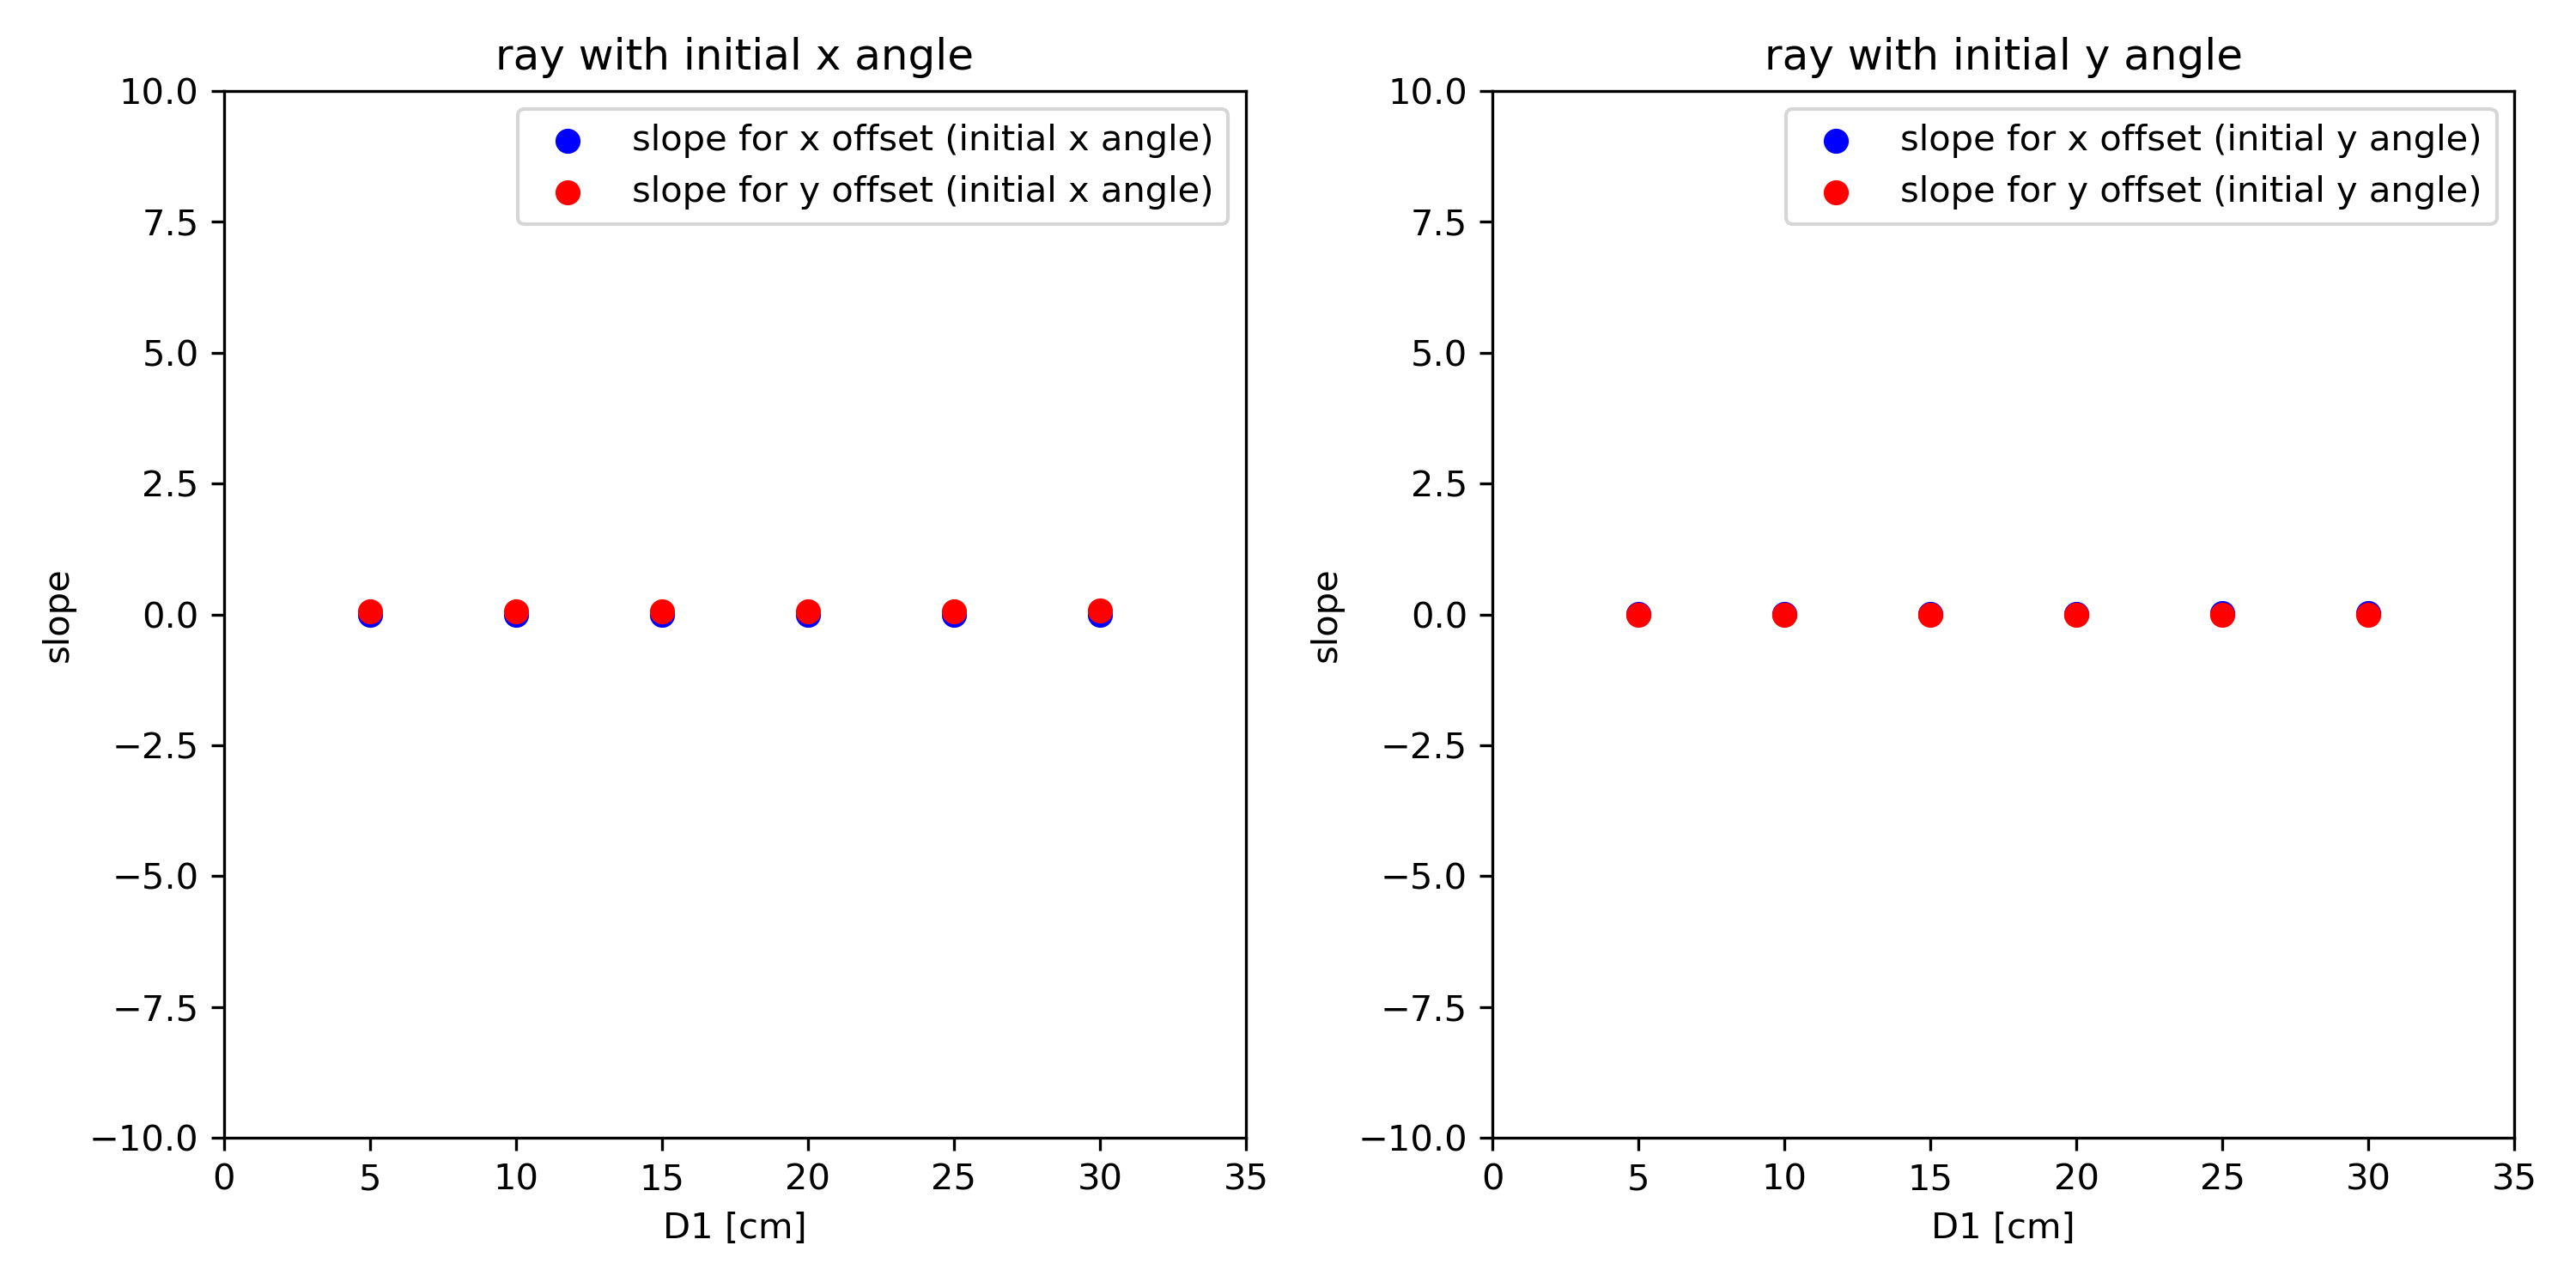 ray with initial x angle
10.0
7.5
5.0
2.5
0.0
−2.5
−5.0
−7.5
−10.0
slope
slope for x offset (initial x angle)
slope for y offset (initial x angle)
0 5 10 15 20 25 30 35
D1 [cm]
ray with initial y angle
10.0
7.5
5.0
2.5
0.0
−2.5
−5.0
−7.5
−10.0
slope
slope for x offset (initial y angle)
slope for y offset (initial y angle)
0 5 10 15 20 25 30 35
D1 [cm]